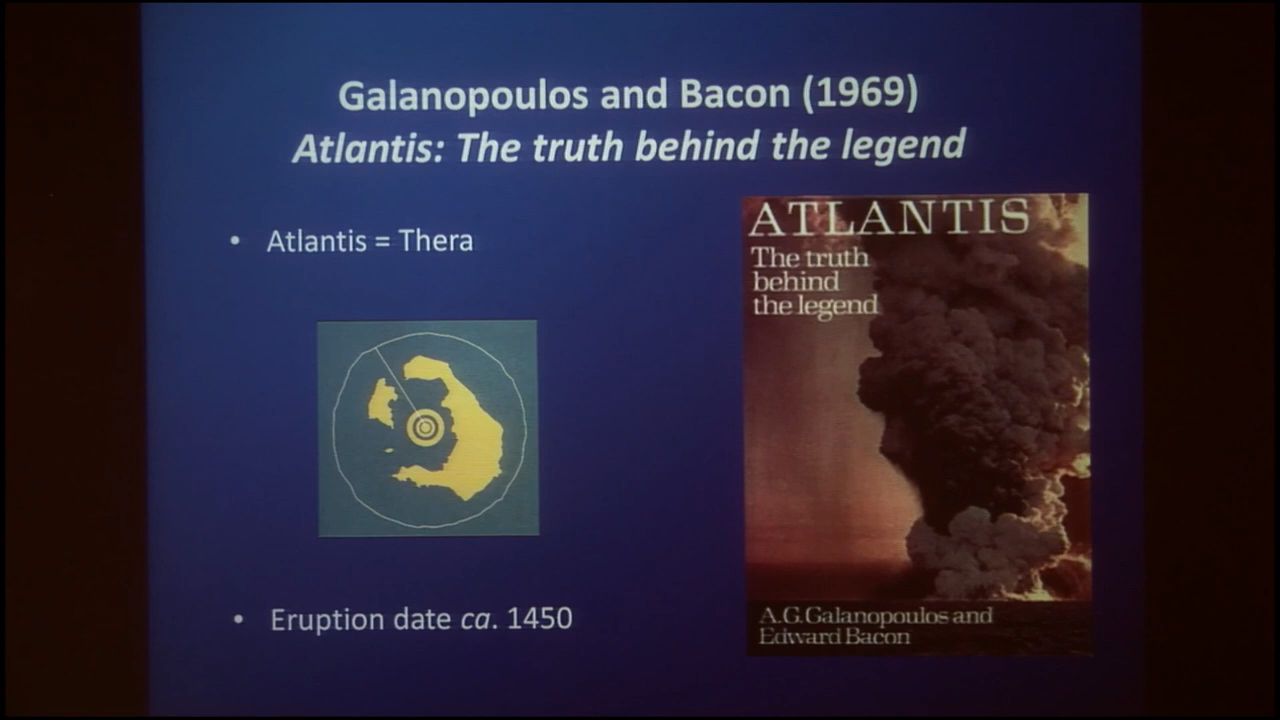 Galanopoulos and Bacon (1969)
Atlantis: The truth behind the legend
• Atlantis = Thera
ATLANTIS
The truth
behind
the legend
• Eruption date ca. 1450
A.G.Galanopoulos and
Edward Bacon